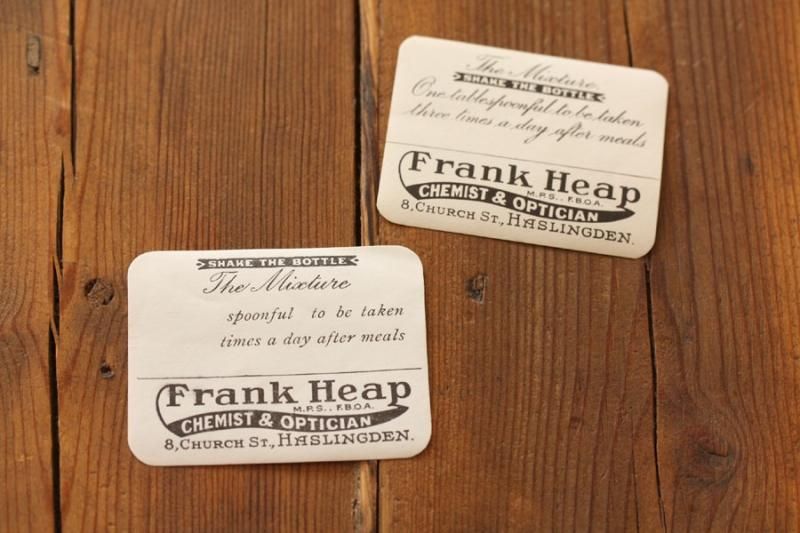 The Mixture
SHAKE THE BOTTLE
One tablespoonful to be taken
three times a day after meals
Frank Heap
M.P.S., F.B.O.A.
CHEMIST & OPTICIAN
8, CHURCH ST., HASLINGDEN.
SHAKE THE BOTTLE
The Mixture
spoonful to be taken
times a day after meals
Frank Heap
M.P.S., F.B.O.A.
CHEMIST & OPTICIAN
8, CHURCH ST., HASLINGDEN.